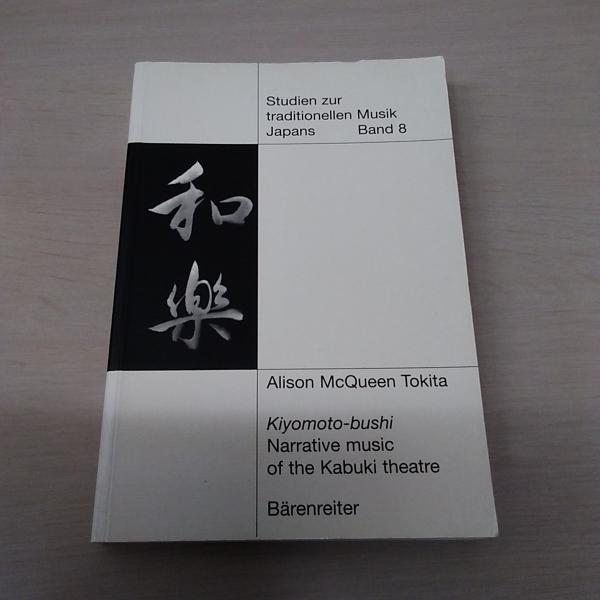 Studien zur
traditionellen Musik
Japans Band 8
和
樂
Alison McQueen Tokita
Kiyomoto-bushi
Narrative music
of the Kabuki theatre
Bärenreiter